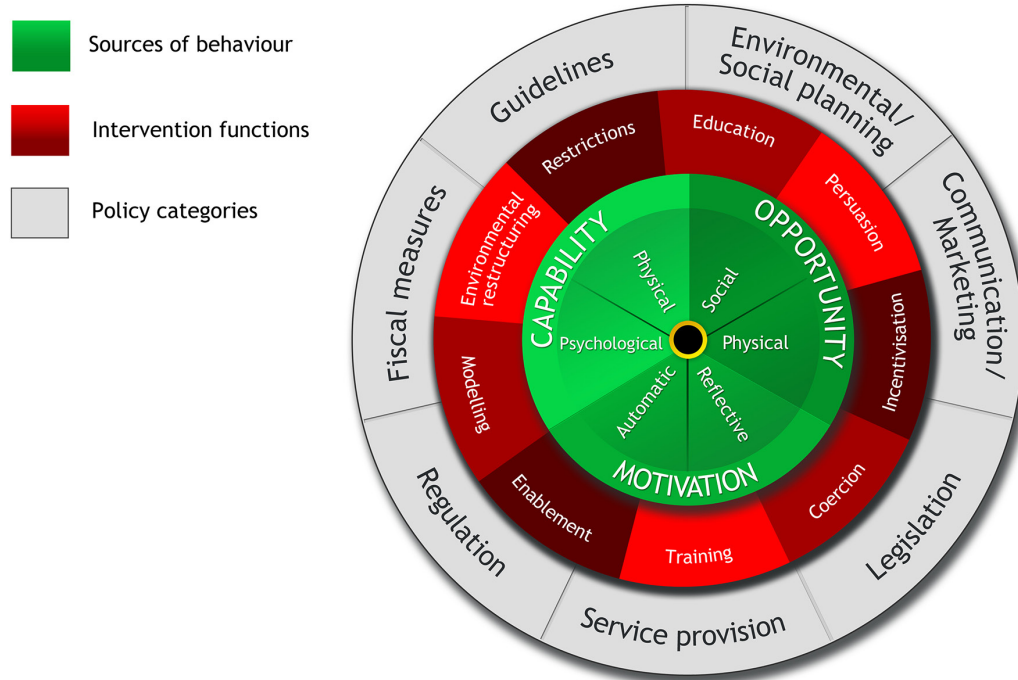 Sources of behaviour
Intervention functions
Policy categories
Guidelines
Environmental/
Social planning
Communication/
Marketing
Legislation
Service provision
Regulation
Fiscal measures
Restrictions
Education
Persuasion
Incentivisation
Coercion
Training
Enablement
Modelling
Environmental
restructuring
CAPABILITY
OPPORTUNITY
MOTIVATION
Physical
Social
Physical
Reflective
Automatic
Psychological